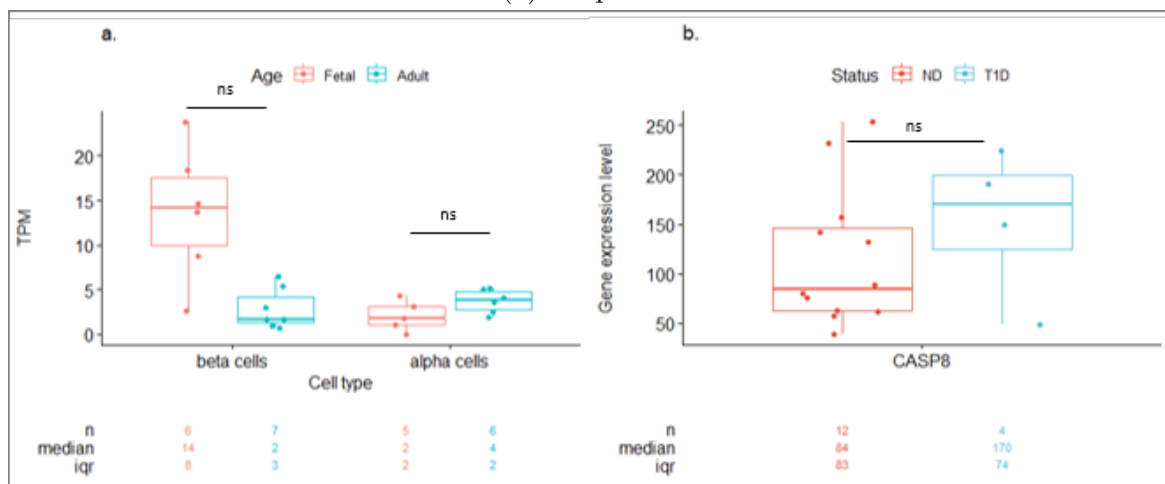 a.
Age Fetal Adult
ns
ns
TPM
20
15
10
5
0
beta cells alpha cells
Cell type
n 6 7 5 6
median 14 2 2 4
iqr 8 3 2 2
b.
Status ND T1D
ns
Gene expression level
250
200
150
100
50
CASP8
n 12 4
median 84 170
iqr 83 74